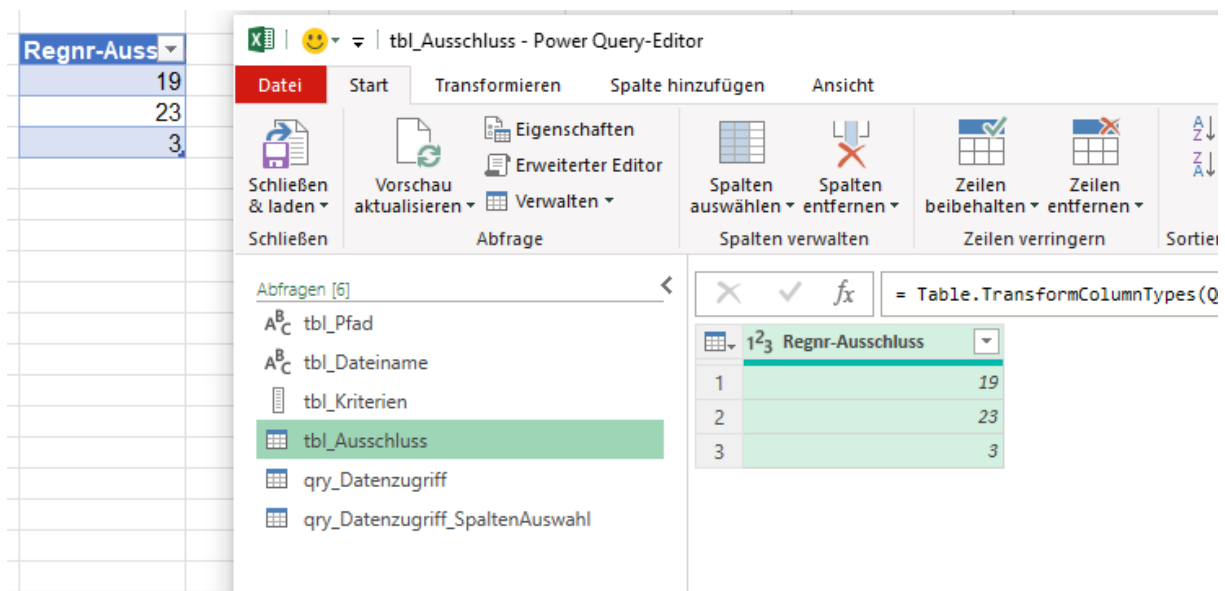 tbl_Ausschluss - Power Query-Editor
Regnr-Auss
19
23
3
Datei Start Transformieren Spalte hinzufügen Ansicht
Schließen & laden
Schließen
Vorschau aktualisieren
Eigenschaften
Erweiterter Editor
Verwalten
Abfrage
Spalten auswählen
Spalten entfernen
Spalten verwalten
Zeilen beibehalten
Zeilen entfernen
Zeilen verringern
A Z
Z A
Sortier
Abfragen [6]
ABC tbl_Pfad
ABC tbl_Dateiname
tbl_Kriterien
tbl_Ausschluss
qry_Datenzugriff
qry_Datenzugriff_SpaltenAuswahl
fx = Table.TransformColumnTypes(Q
123 Regnr-Ausschluss
1 19
2 23
3 3